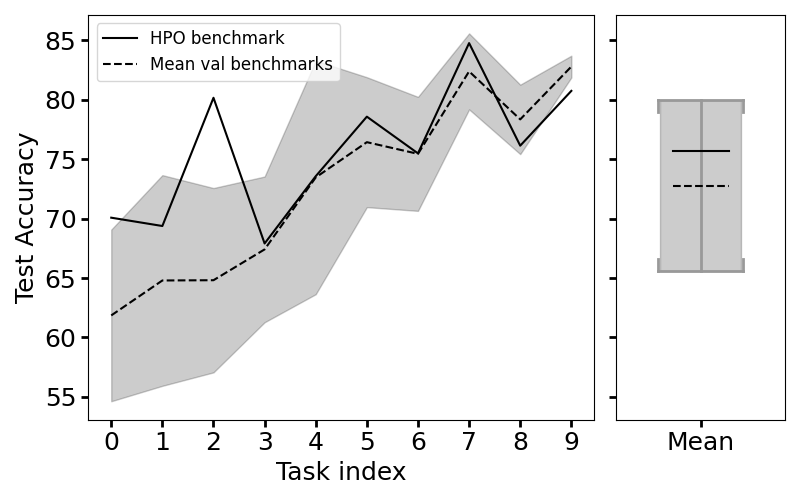 HPO benchmark
Mean val benchmarks
Test Accuracy
85
80
75
70
65
60
55
0 1 2 3 4 5 6 7 8 9
Task index
Mean